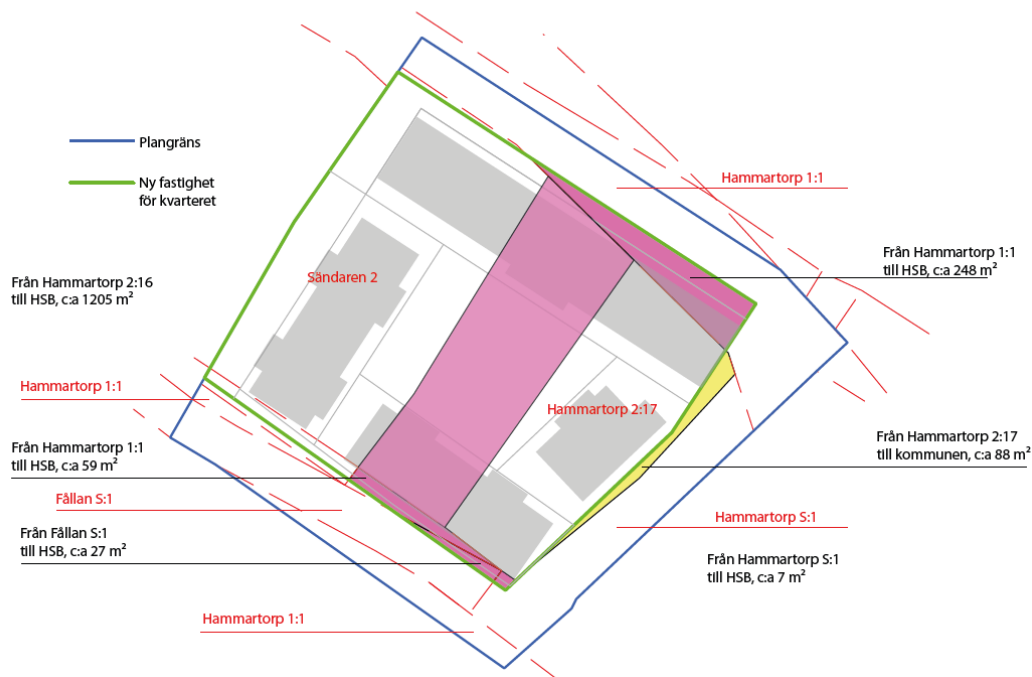 Plangräns
Ny fastighet
för kvarteret
Hammartorp 1:1
Från Hammartorp 1:1
till HSB, c:a 248 m²
Sändaren 2
Från Hammartorp 2:16
till HSB, c:a 1205 m²
Hammartorp 1:1
Hammartorp 2:17
Från Hammartorp 1:1
till HSB, c:a 59 m²
Från Hammartorp 2:17
till kommunen, c:a 88 m²
Fållan S:1
Hammartorp S:1
Från Fållan S:1
till HSB, c:a 27 m²
Från Hammartorp S:1
till HSB, c:a 7 m²
Hammartorp 1:1